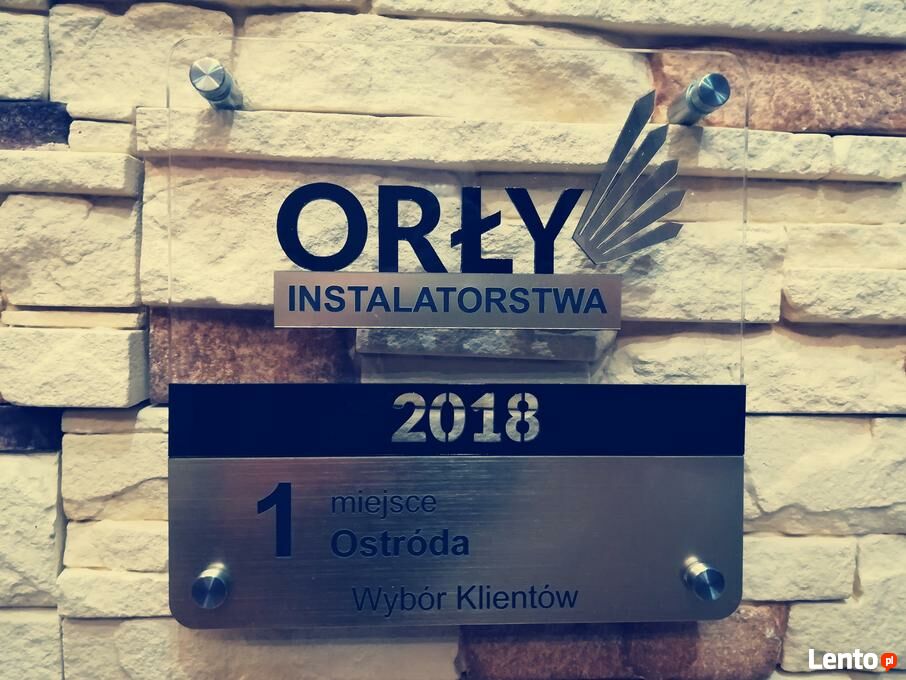 ORŁY
INSTALATORSTWA
2018
1 miejsce
Ostróda
Wybór Klientów
Lento pl